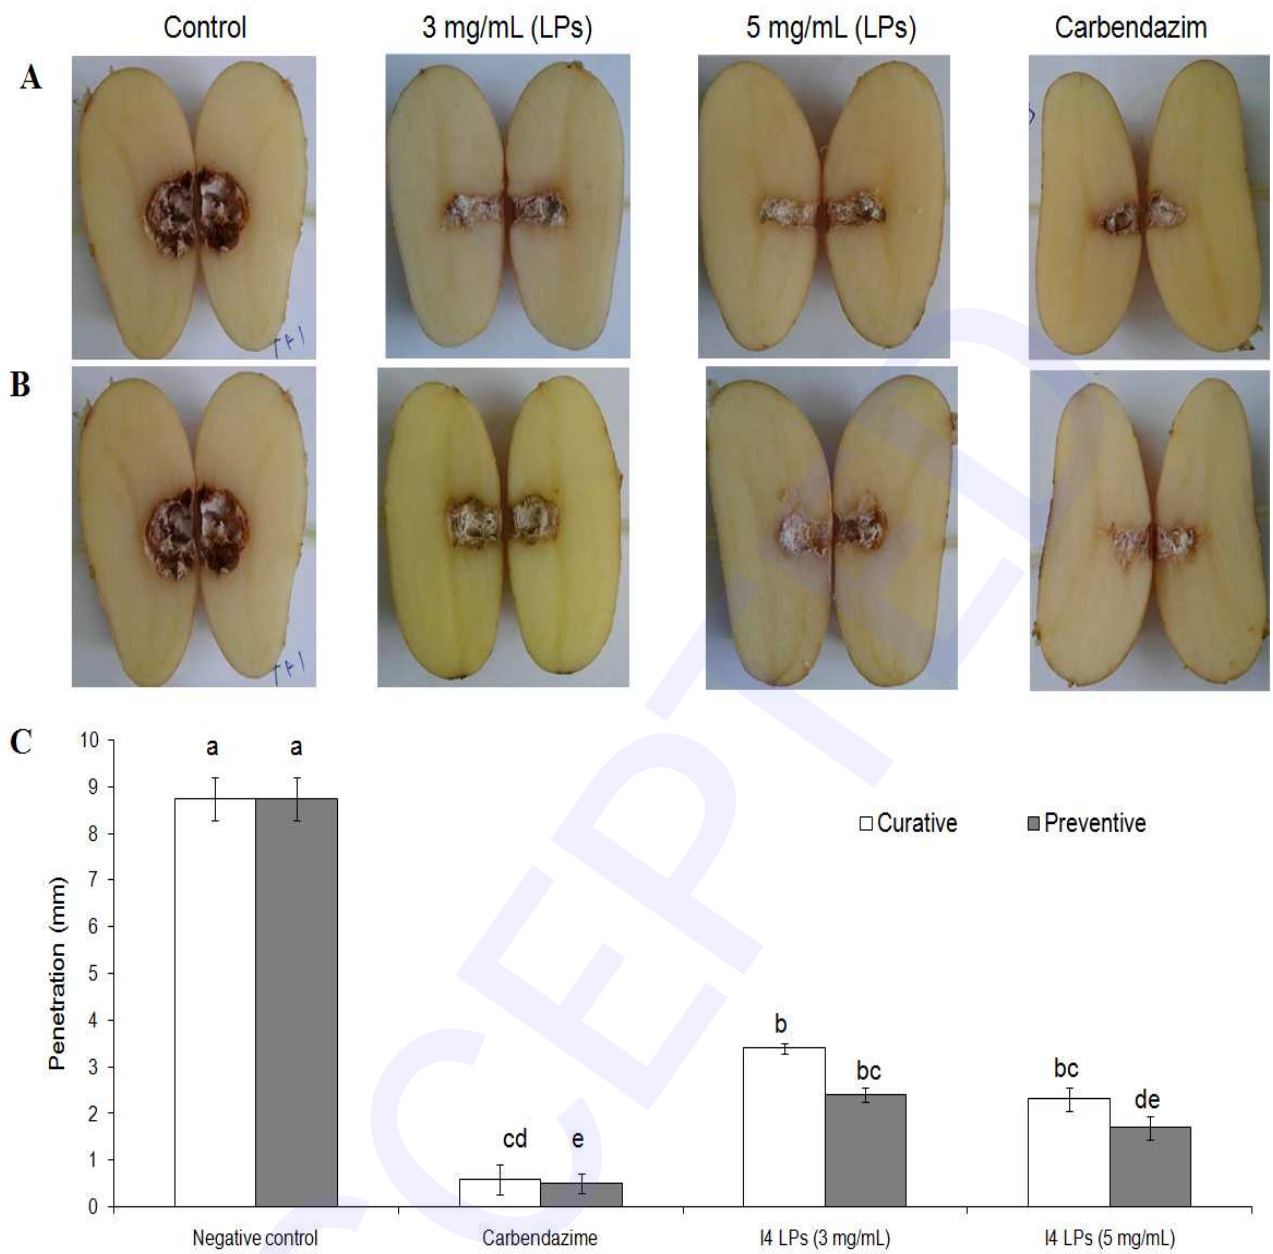 Control 3 mg/mL (LPs) 5 mg/mL (LPs) Carbendazim
A
B
C
10
9
8
7
6
5
4
3
2
1
0
Penetration (mm)
a a
Curative Preventive
cd e
b bc
bc de
Negative control Carbendazime I4 LPs (3 mg/mL) I4 LPs (5 mg/mL)